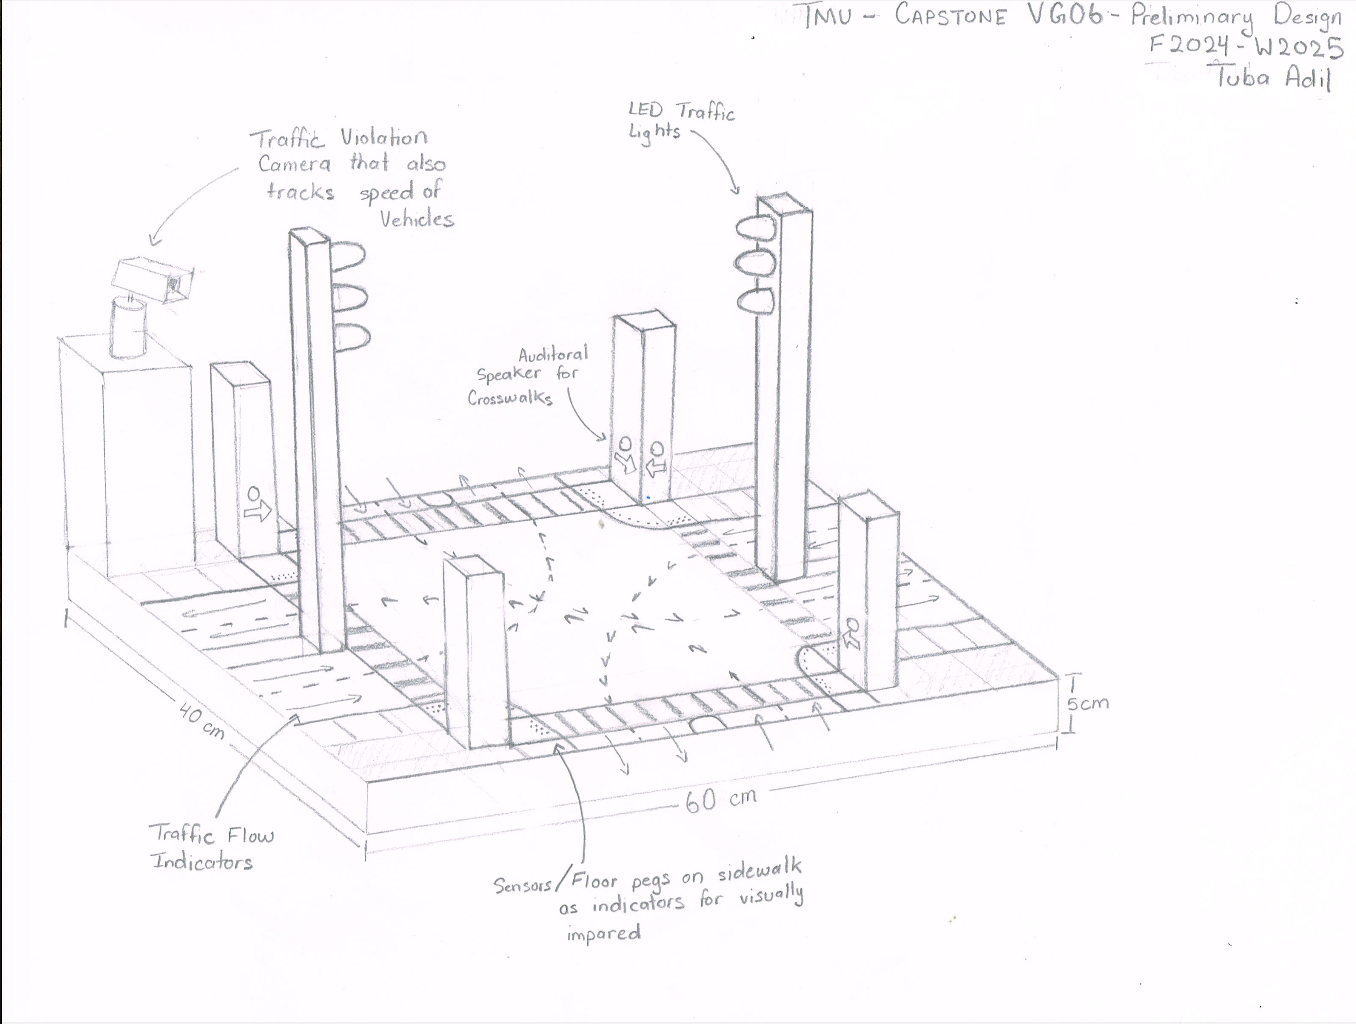 TMU - CAPSTONE VG06 - Preliminary Design
F2024 - W2025
Tuba Adil
LED Traffic
Lights
Traffic Violation
Camera that also
tracks speed of
Vehicles
Auditoral
Speaker for
Crosswalks
40 cm
60 cm
5cm
Traffic Flow
Indicators
Sensors/Floor pegs on sidewalk
as indicators for visually
impared